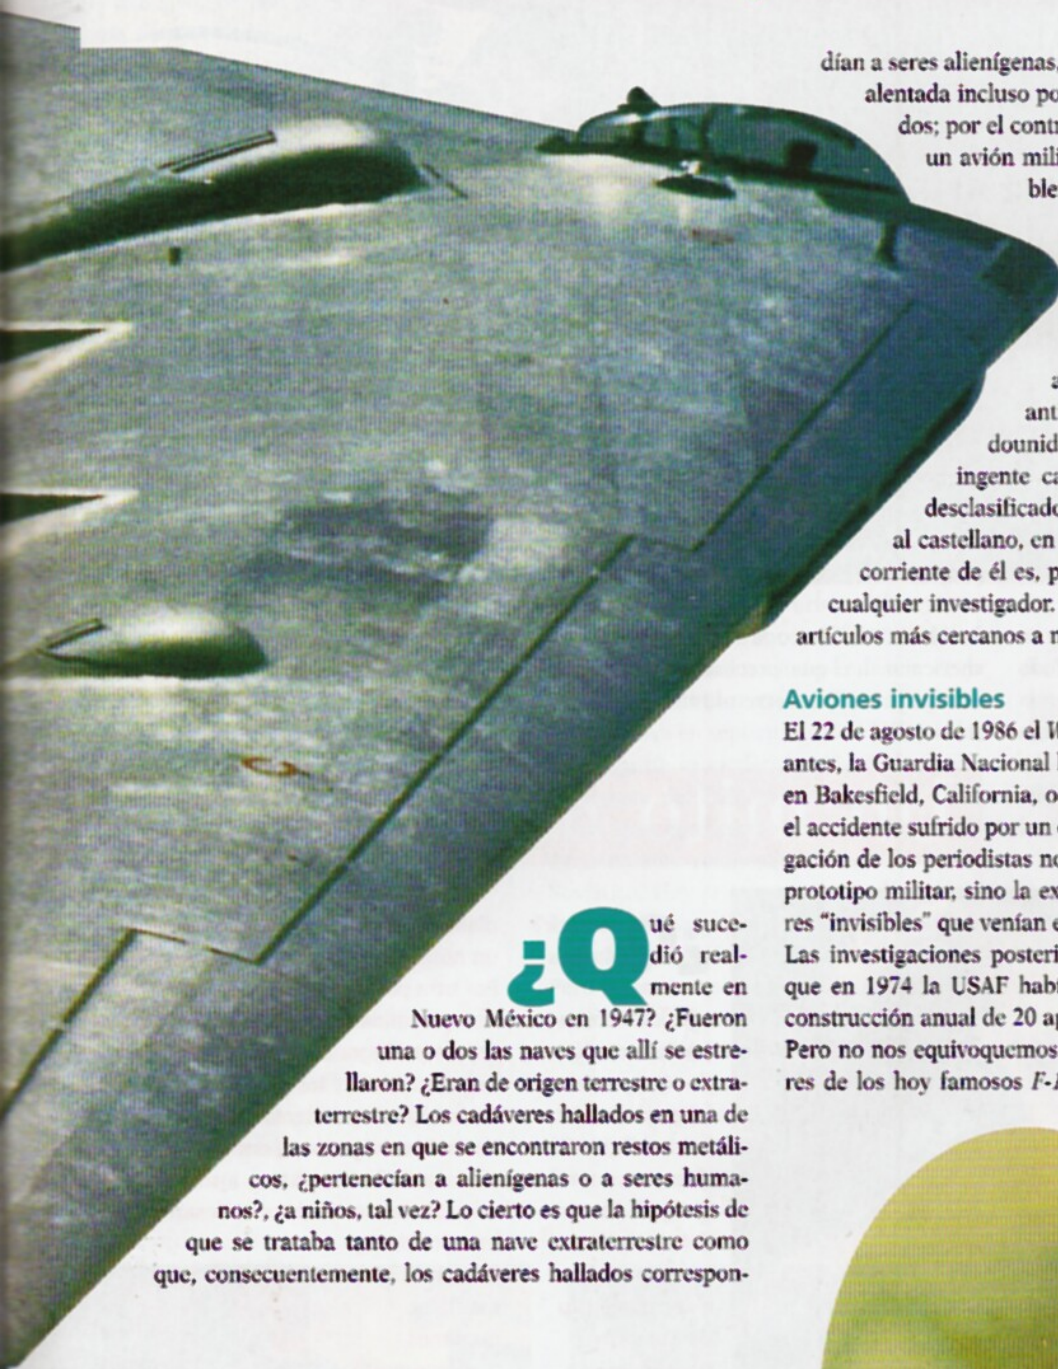 ¿Qué suce-
dió real-
mente en
Nuevo México en 1947? ¿Fueron
una o dos las naves que allí se estre-
llaron? ¿Eran de origen terrestre o extra-
terrestre? Los cadáveres hallados en una de
las zonas en que se encontraron restos metáli-
cos, ¿pertenecían a alienígenas o a seres huma-
nos?, ¿a niños, tal vez? Lo cierto es que la hipótesis de
que se trataba tanto de una nave extraterrestre como
que, consecuentemente, los cadáveres hallados correspon-
dían a seres alienígenas,
alentada incluso po
dos; por el cont
un avión mili
ble
ant
dounid
ingente ca
desclasificado
al castellano, en
corriente de él es, p
cualquier investigador.
artículos más cercanos a
Aviones invisibles
El 22 de agosto de 1986 el
antes, la Guardia Nacional
en Bakesfield, California, o
el accidente sufrido por un
gación de los periodistas no
prototipo militar, sino la ex
res “invisibles” que venían
Las investigaciones posteri
que en 1974 la USAF habí
construcción anual de 20 ap
Pero no nos equivoquemos
res de los hoy famosos F-1